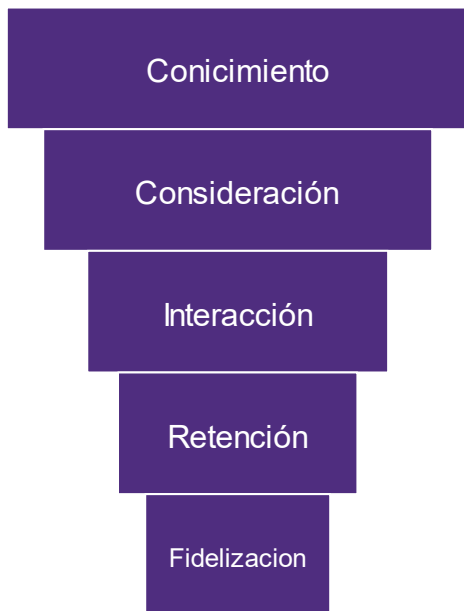 Conicimiento
Consideración
Interacción
Retención
Fidelizacion